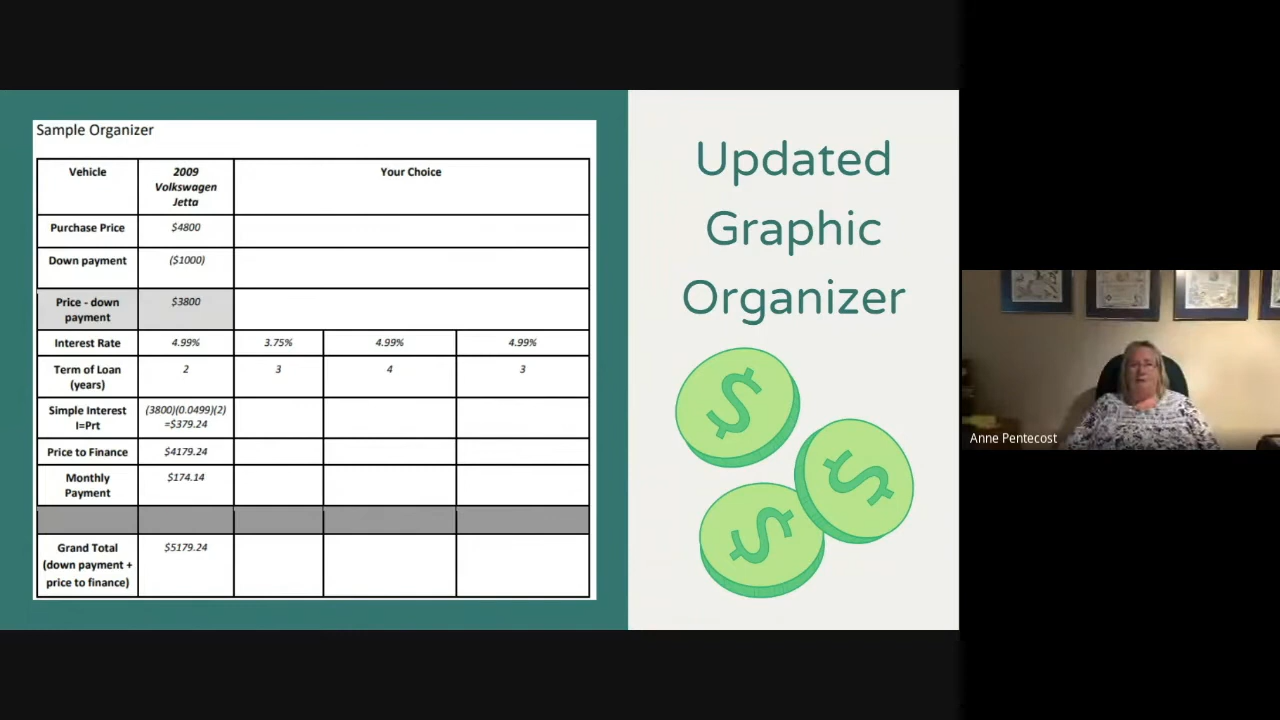 Sample Organizer
Vehicle
2009
Volkswagen
Jetta
Your Choice
Purchase Price
$4800
Down payment
($1000)
Price - down
payment
$3800
Interest Rate
4.99%
3.75%
4.99%
4.99%
Term of Loan
(years)
2
3
4
3
Simple Interest
I=Prt
(3800)(0.0499)(2)
=$379.24
Price to Finance
$4179.24
Monthly
Payment
$174.14
Grand Total
(down payment +
price to finance)
$5179.24
Updated
Graphic
Organizer
$
$
$
Anne Pentecost